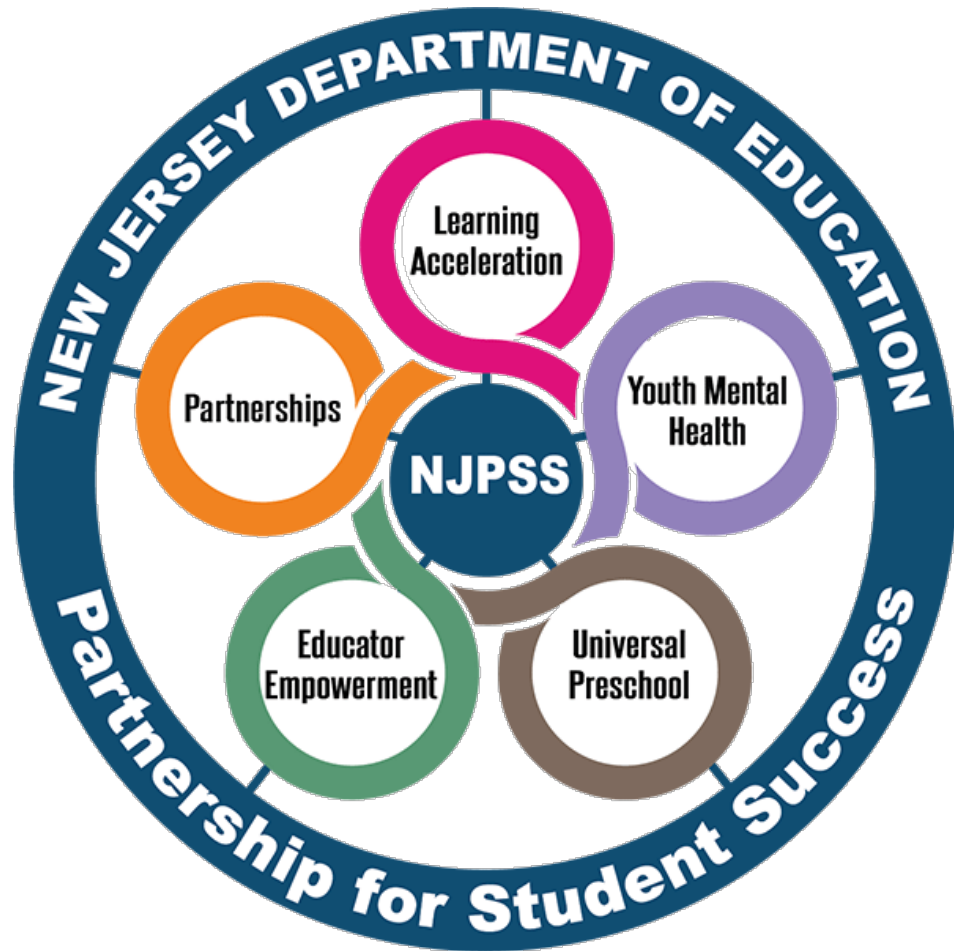 NEW JERSEY DEPARTMENT OF EDUCATION
Learning
Acceleration
Partnerships
Youth Mental
Health
NJPSS
Educator
Empowerment
Universal
Preschool
Partnership for Student Success